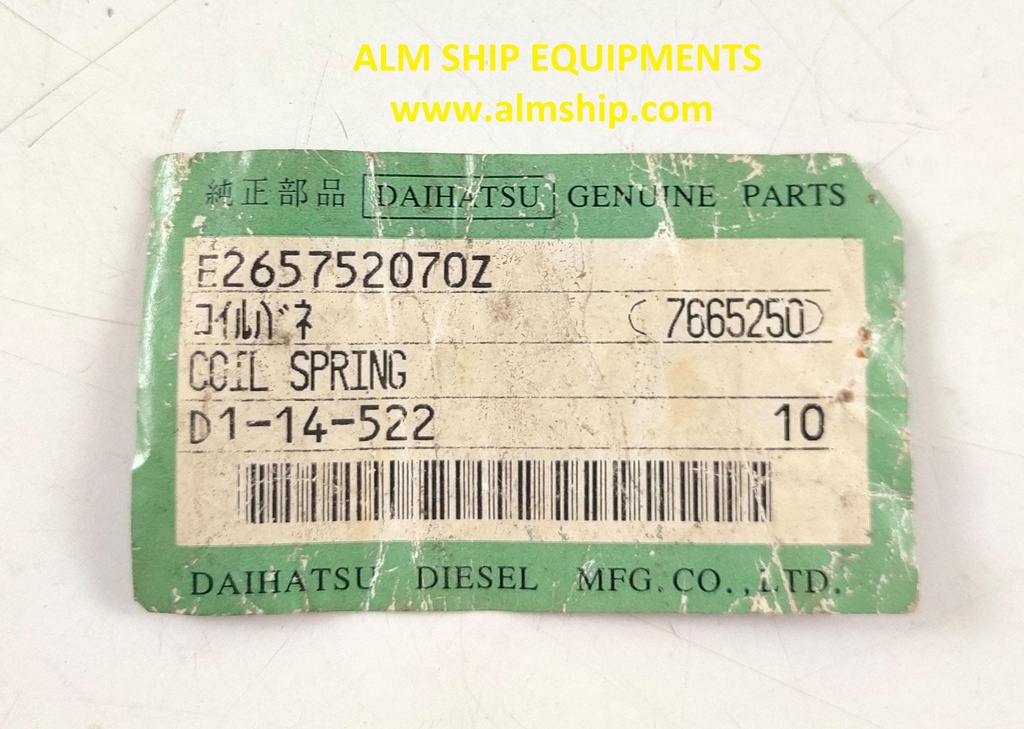 ALM SHIP EQUIPMENTS
www.almship.com
純正部品 DAIHATSU GENUINE PARTS
E265752070Z
コイルバネ (7665250)
COIL SPRING
D1-14-522 10
DAIHATSU DIESEL MFG.CO.,LTD.